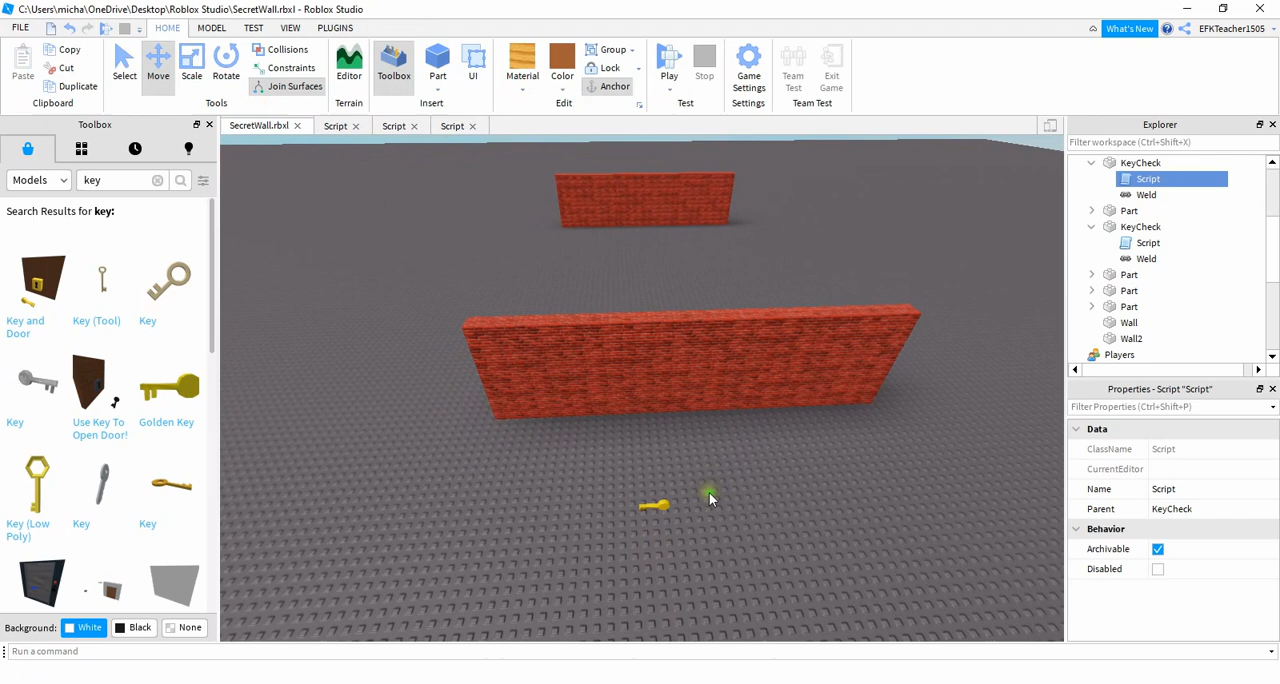 C:\Users\micha\OneDrive\Desktop\Roblox Studio\SecretWall.rbxl - Roblox Studio
FILE HOME MODEL TEST VIEW PLUGINS What's New EFKTeacher1505
Paste Copy Cut Duplicate Select Move Scale Rotate Collisions Constraints Join Surfaces Editor Toolbox Part UI Material Color Group Lock Anchor Play Stop Game Settings Team Test Exit Game
Clipboard Tools Terrain Insert Edit Test Settings Team Test
Toolbox
Models key
Search Results for key:
Key and Door
Key (Tool)
Key
Key
Use Key To Open Door!
Golden Key
Key (Low Poly)
Key
Key
Background: White Black None
Run a command
SecretWall.rbxl Script Script Script
Explorer
Filter workspace (Ctrl+Shift+X)
KeyCheck
Script
Weld
Part
KeyCheck
Script
Weld
Part
Part
Part
Wall
Wall2
Players
Properties - Script "Script"
Filter Properties (Ctrl+Shift+P)
Data
ClassName Script
CurrentEditor
Name Script
Parent KeyCheck
Behavior
Archivable
Disabled